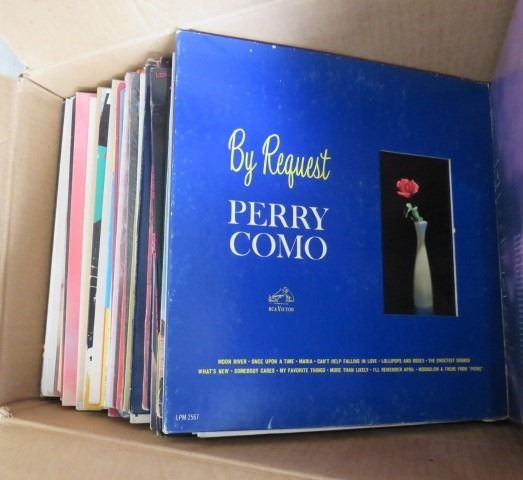 By Request
PERRY
COMO
RCA VICTOR
MOON RIVER • ONCE UPON A TIME • MARIA • CAN'T HELP FALLING IN LOVE • LOLLIPOPS AND ROSES • THE SWEETEST SOUNDS
WHAT'S NEW • SOMEBODY CARES • MY FAVORITE THINGS • MORE THAN LIKELY • I'LL REMEMBER APRIL • MOONGLOW & THEME FROM "PICNIC"
LPM-2567